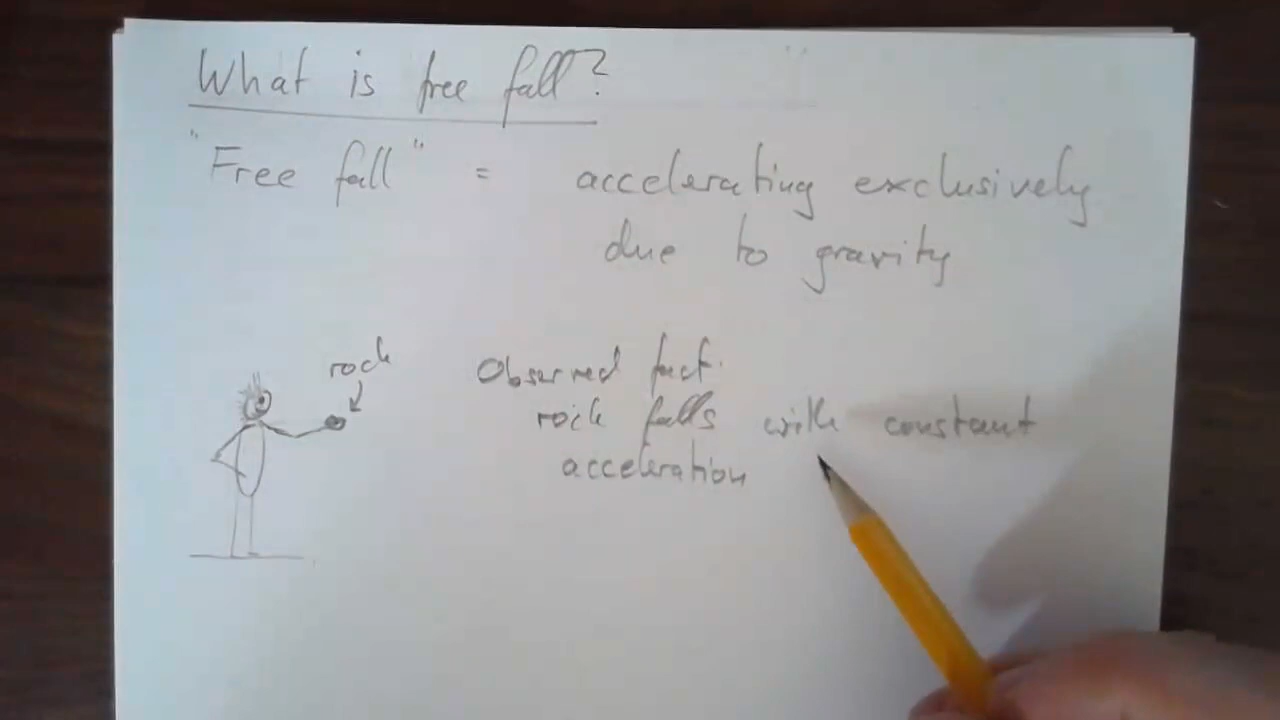 What is free fall?
"Free fall" = accelerating exclusively
due to gravity
rock
Observed fact:
rock falls with constant
acceleration